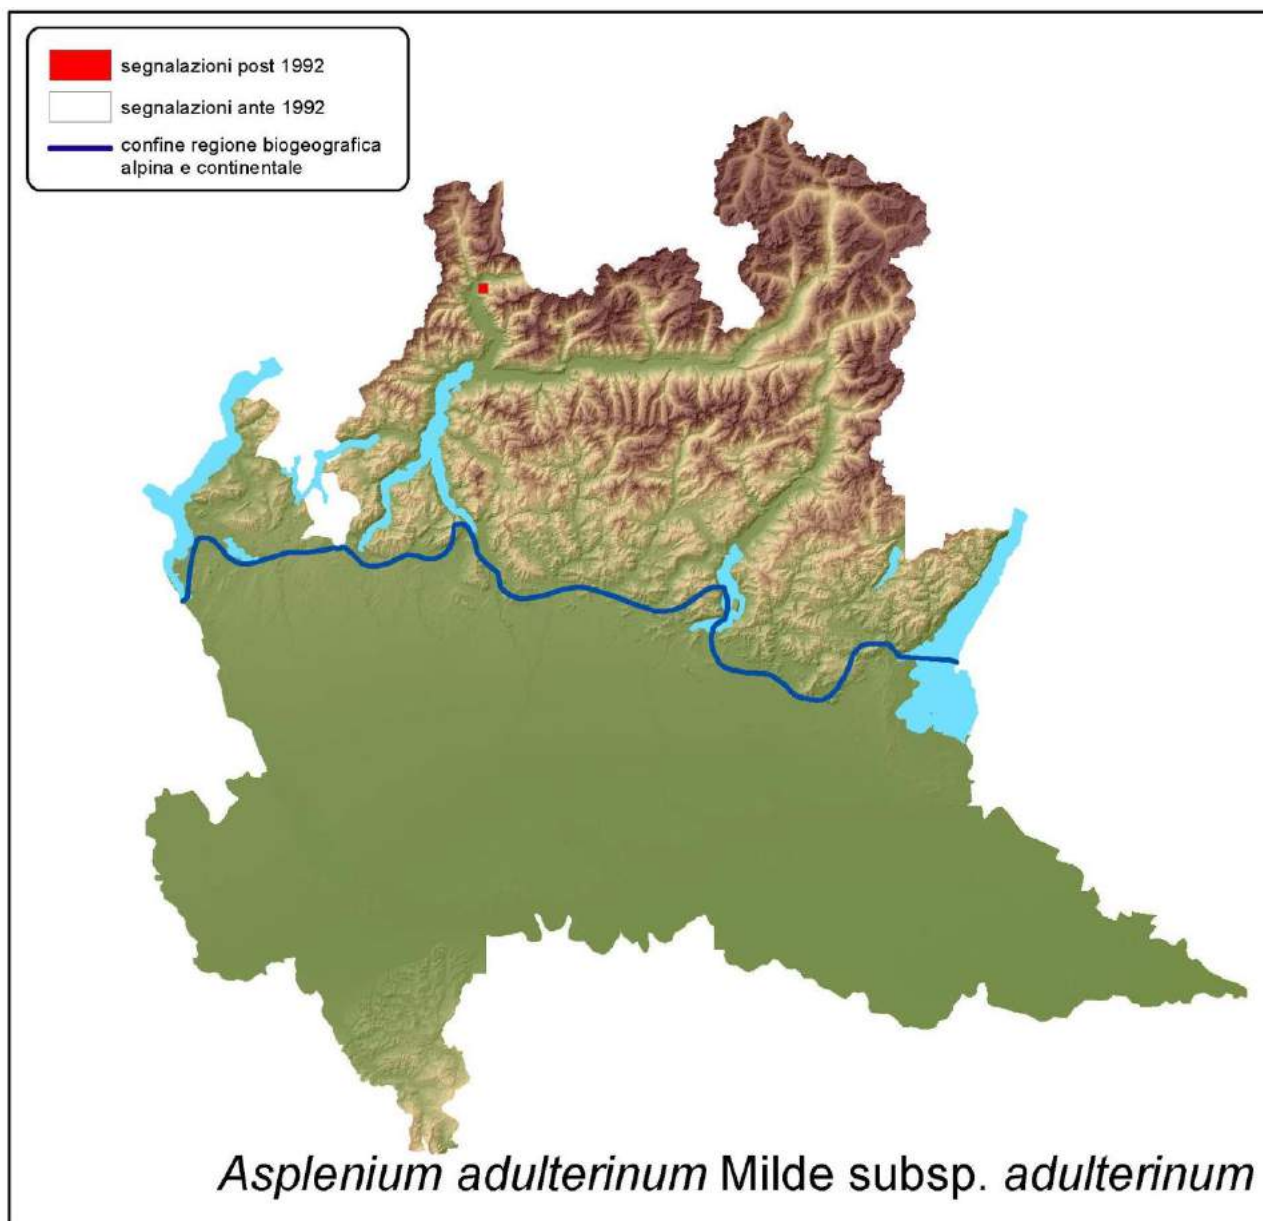 segnalazioni post 1992
segnalazioni ante 1992
confine regione biogeografica
alpina e continentale
Asplenium adulterinum Milde subsp. adulterinum